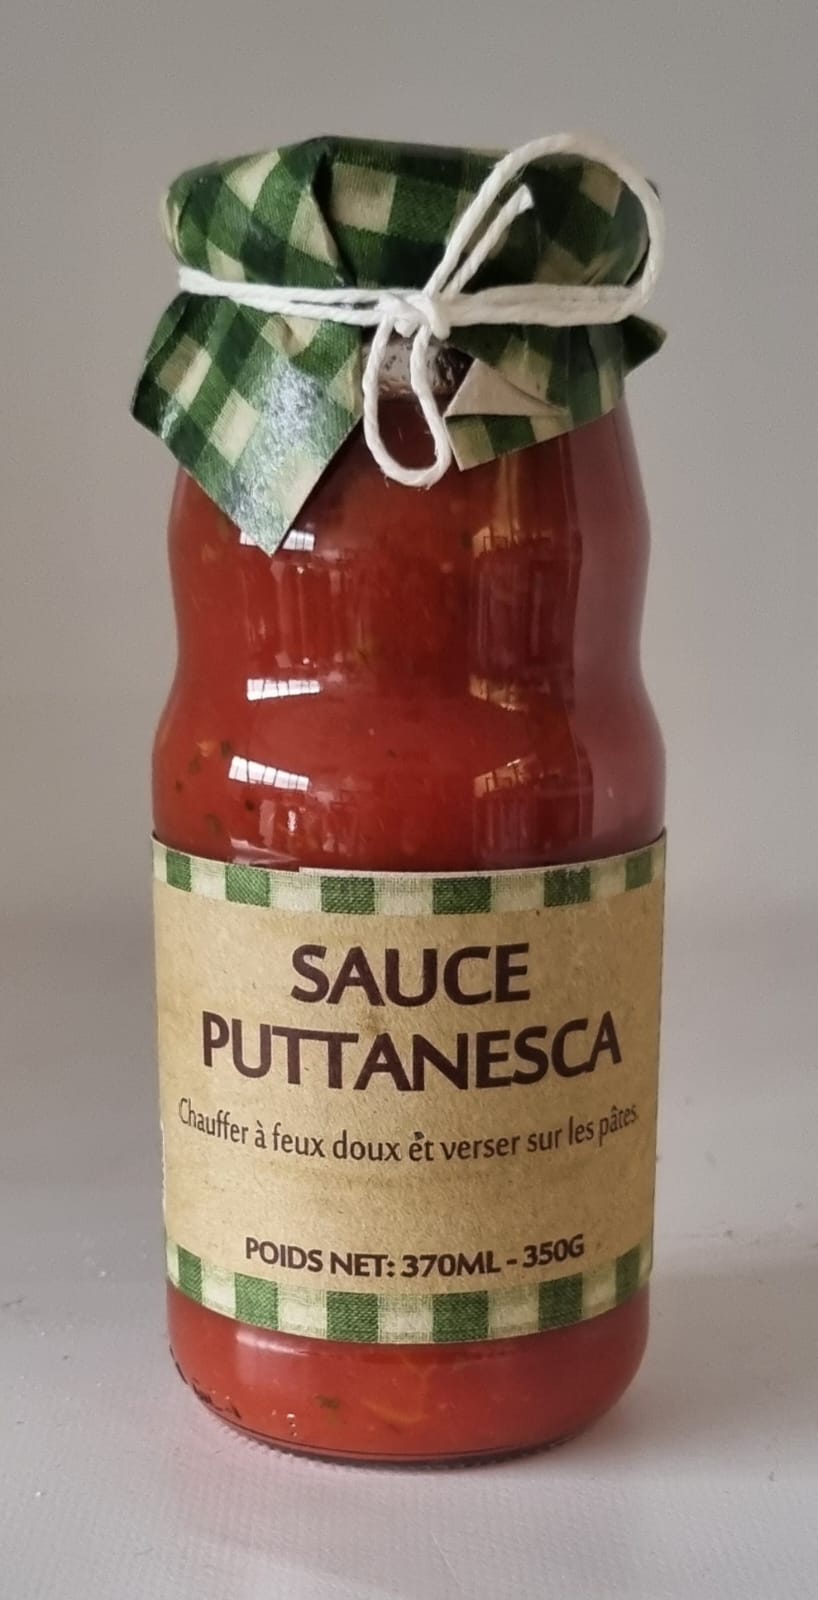 SAUCE
PUTTANESCA
Chauffer à feux doux et verser sur les pâtes.
POIDS NET: 370ML - 350G